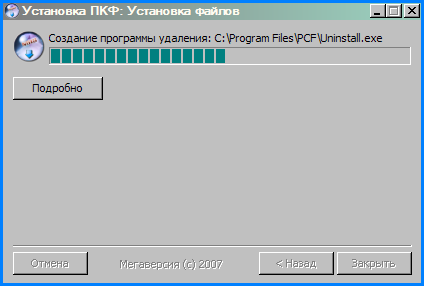 Установка ПКФ: Установка файлов
Создание программы удаления: C:\Program Files\PCF\Uninstall.exe
Подробно
Отмена
Мегаверсия (c) 2007
< Назад
Закрыть